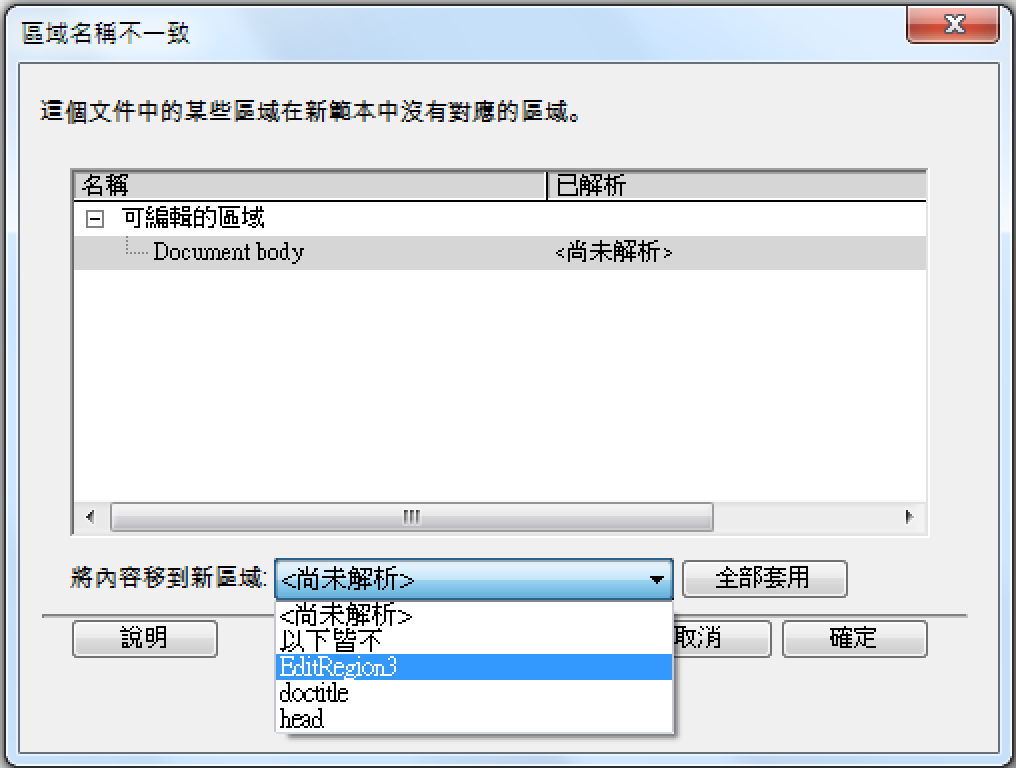 區域名稱不一致
這個文件中的某些區域在新範本中沒有對應的區域。
名稱 已解析
可編輯的區域
Document body <尚未解析>
將內容移到新區域: <尚未解析> 全部套用
<尚未解析>
以下皆不
EditRegion3
doctitle
head
說明 取消 確定